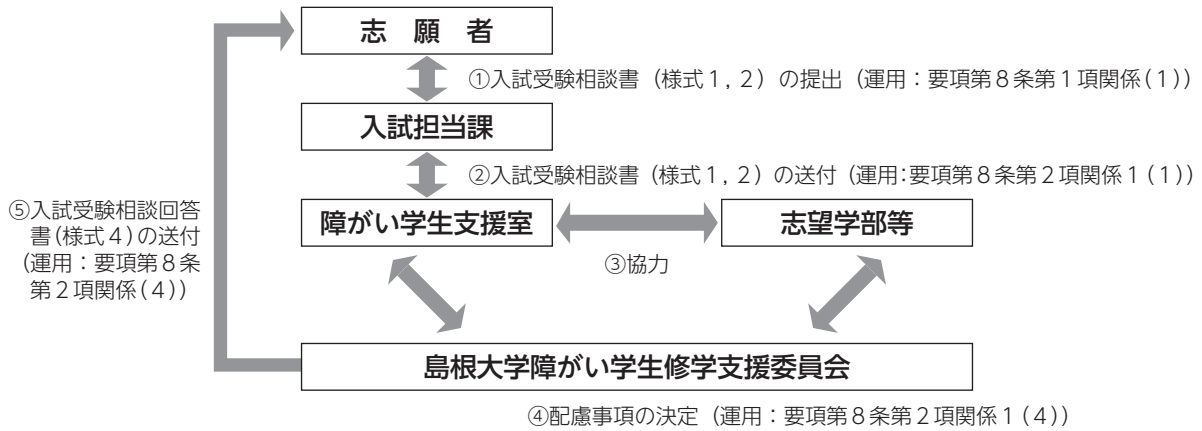 志　願　者
①入試受験相談書（様式１，２）の提出（運用：要項第８条第１項関係(１)）
入試担当課
②入試受験相談書（様式１，２）の送付（運用：要項第８条第２項関係１(１)）
障がい学生支援室
志望学部等
③協力
⑤入試受験相談回答
書(様式４)の送付
（運用：要項第８条
第２項関係(４)）
島根大学障がい学生修学支援委員会
④配慮事項の決定（運用：要項第８条第２項関係１(４)）